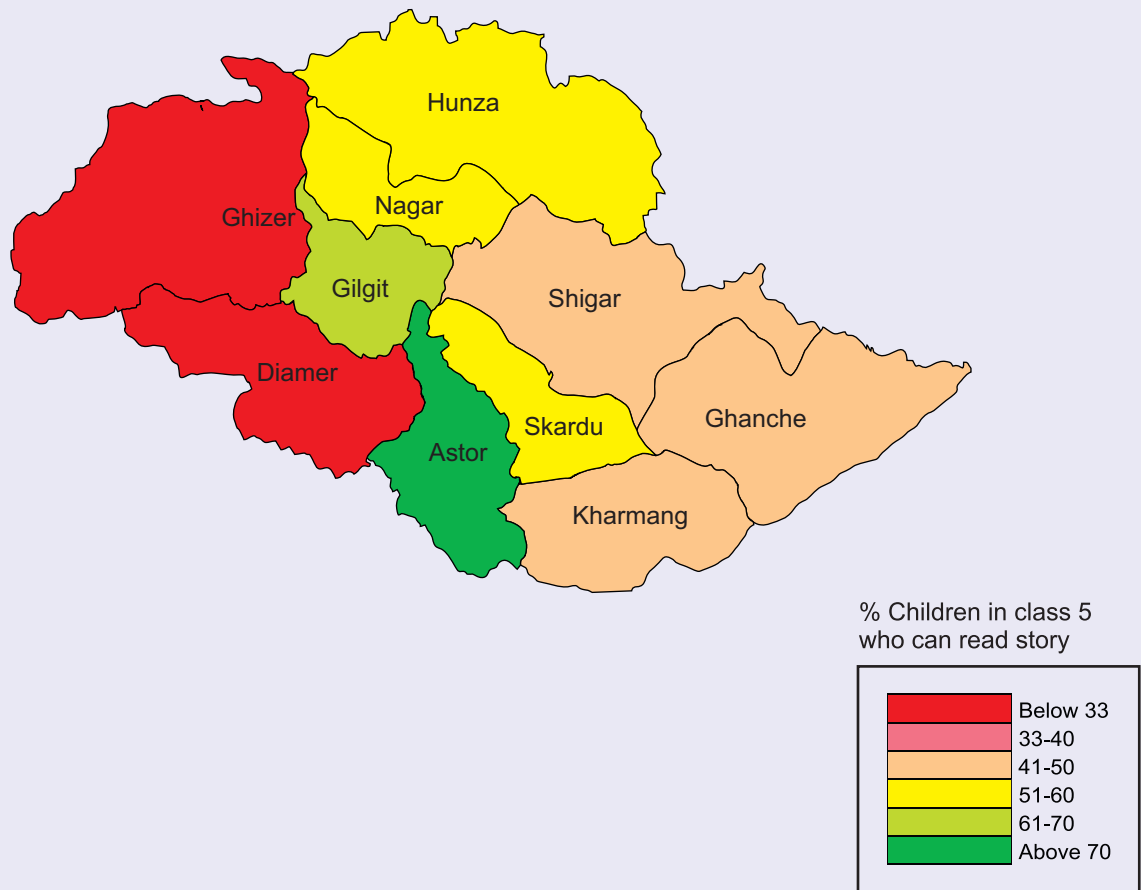 Hunza
Nagar
Ghizer
Gilgit
Shigar
Diamer
Ghanche
Skardu
Astor
Kharmang
% Children in class 5
who can read story
Below 33
33-40
41-50
51-60
61-70
Above 70